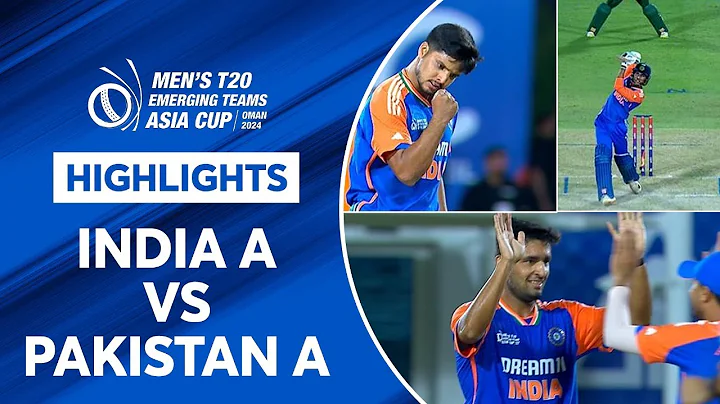 MEN'S T20
EMERGING TEAMS
ASIA CUP
OMAN
2024
HIGHLIGHTS
INDIA A
VS
PAKISTAN A
DREAM11
INDIA